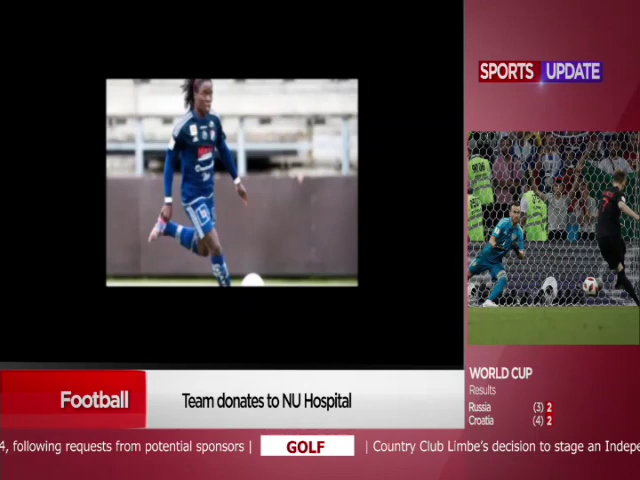 SPORTS UPDATE
WORLD CUP
Results
Russia (3) 2
Croatia (4) 2
Football
Team donates to NU Hospital
4, following requests from potential sponsors | GOLF | Country Club Limbe's decision to stage an Indepe